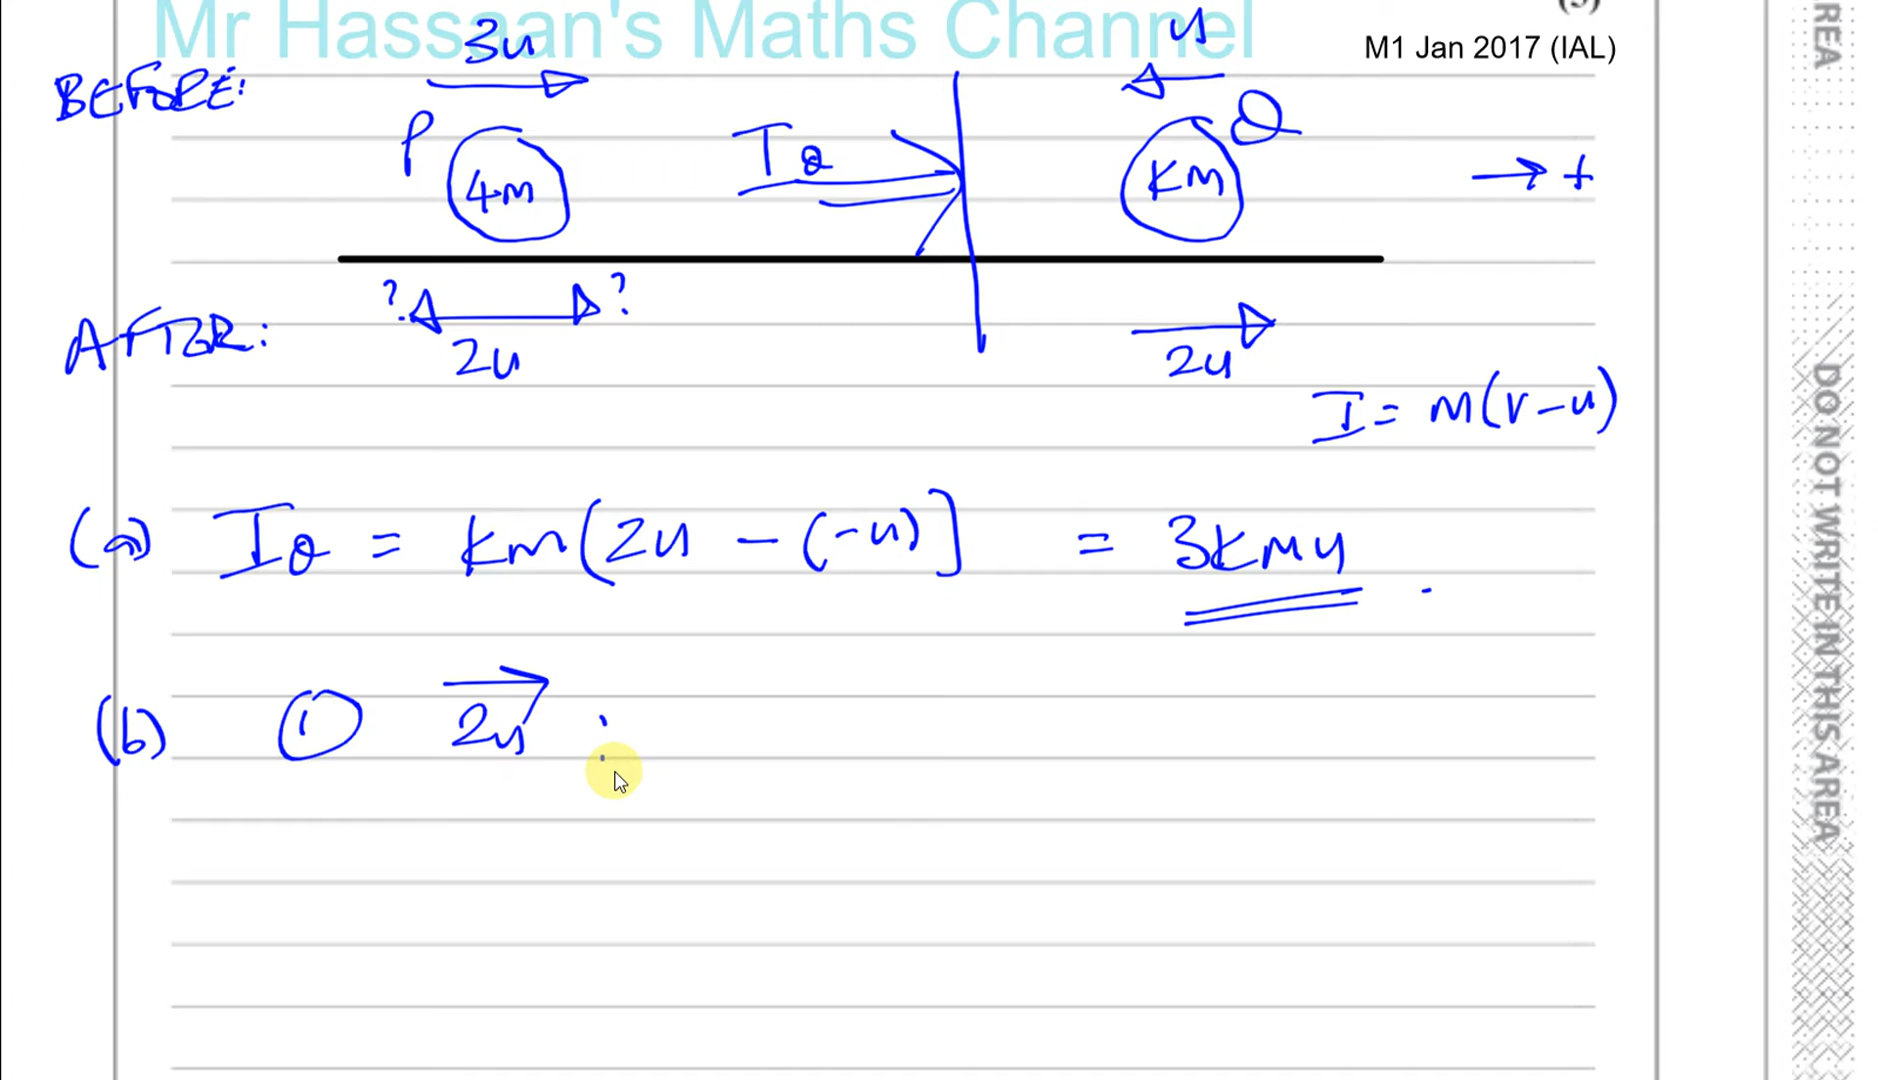 Mr Hassaan's Maths Channel
M1 Jan 2017 (IAL)
BEFORE:
3u
u
P
4m
IQ
km
Q
→ +
AFTER:
? ?
2u
2u
I = m(v-u)
(a) IQ = km(2u - (-u)] = 3kmu
(b) ① 2u :
REA
DO NOT WRITE IN THIS AREA